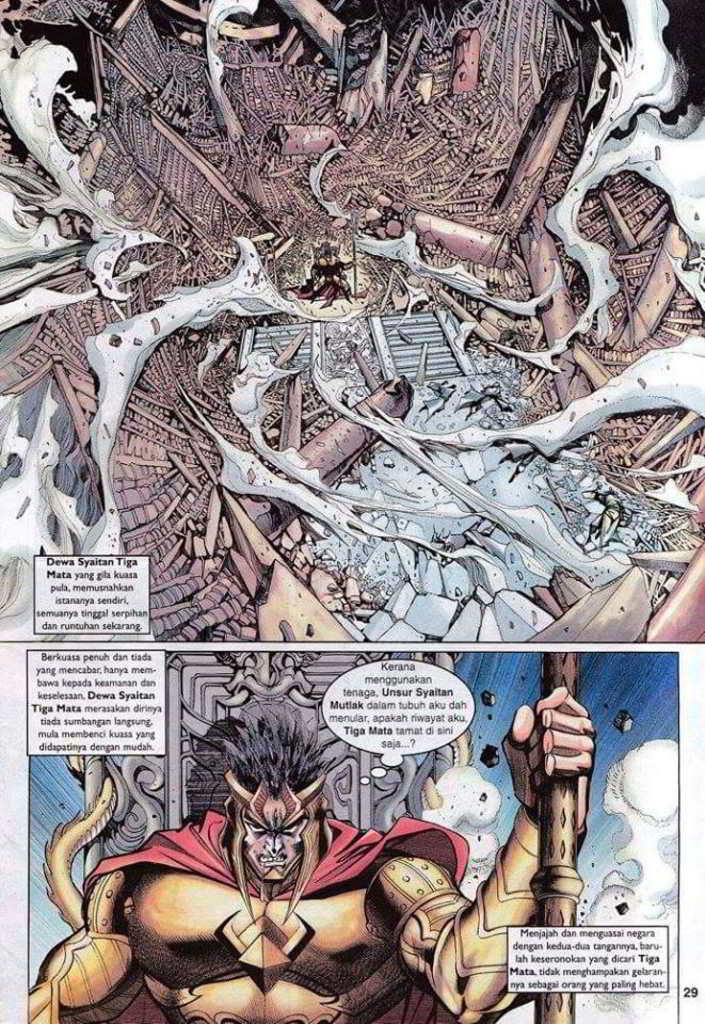 Dewa Syaitan Tiga
Mata yang gila kuasa
pula, memusnahkan
istananya sendiri,
semuanya tinggal serpihan
dan runtuhan sekarang.
Berkuasa penuh dan tiada
yang mencabar, hanya mem-
bawa kepada keamanan dan
keselesaan, Dewa Syaitan
Tiga Mata merasakan dirinya
tiada sumbangan langsung,
mula membenci kuasa yang
didapatinya dengan mudah.
Kerana
menggunakan
tenaga, Unsur Syaitan
Mutlak dalam tubuh aku dah
menular, apakah riwayat aku,
Tiga Mata tamat di sini
saja...?
Menjajah dan menguasai negara
dengan kedua-dua tangannya, baru-
lah keseronokan yang dicari Tiga
Mata, tidak menghampakan gelaran-
nya sebagai orang yang paling hebat.
29